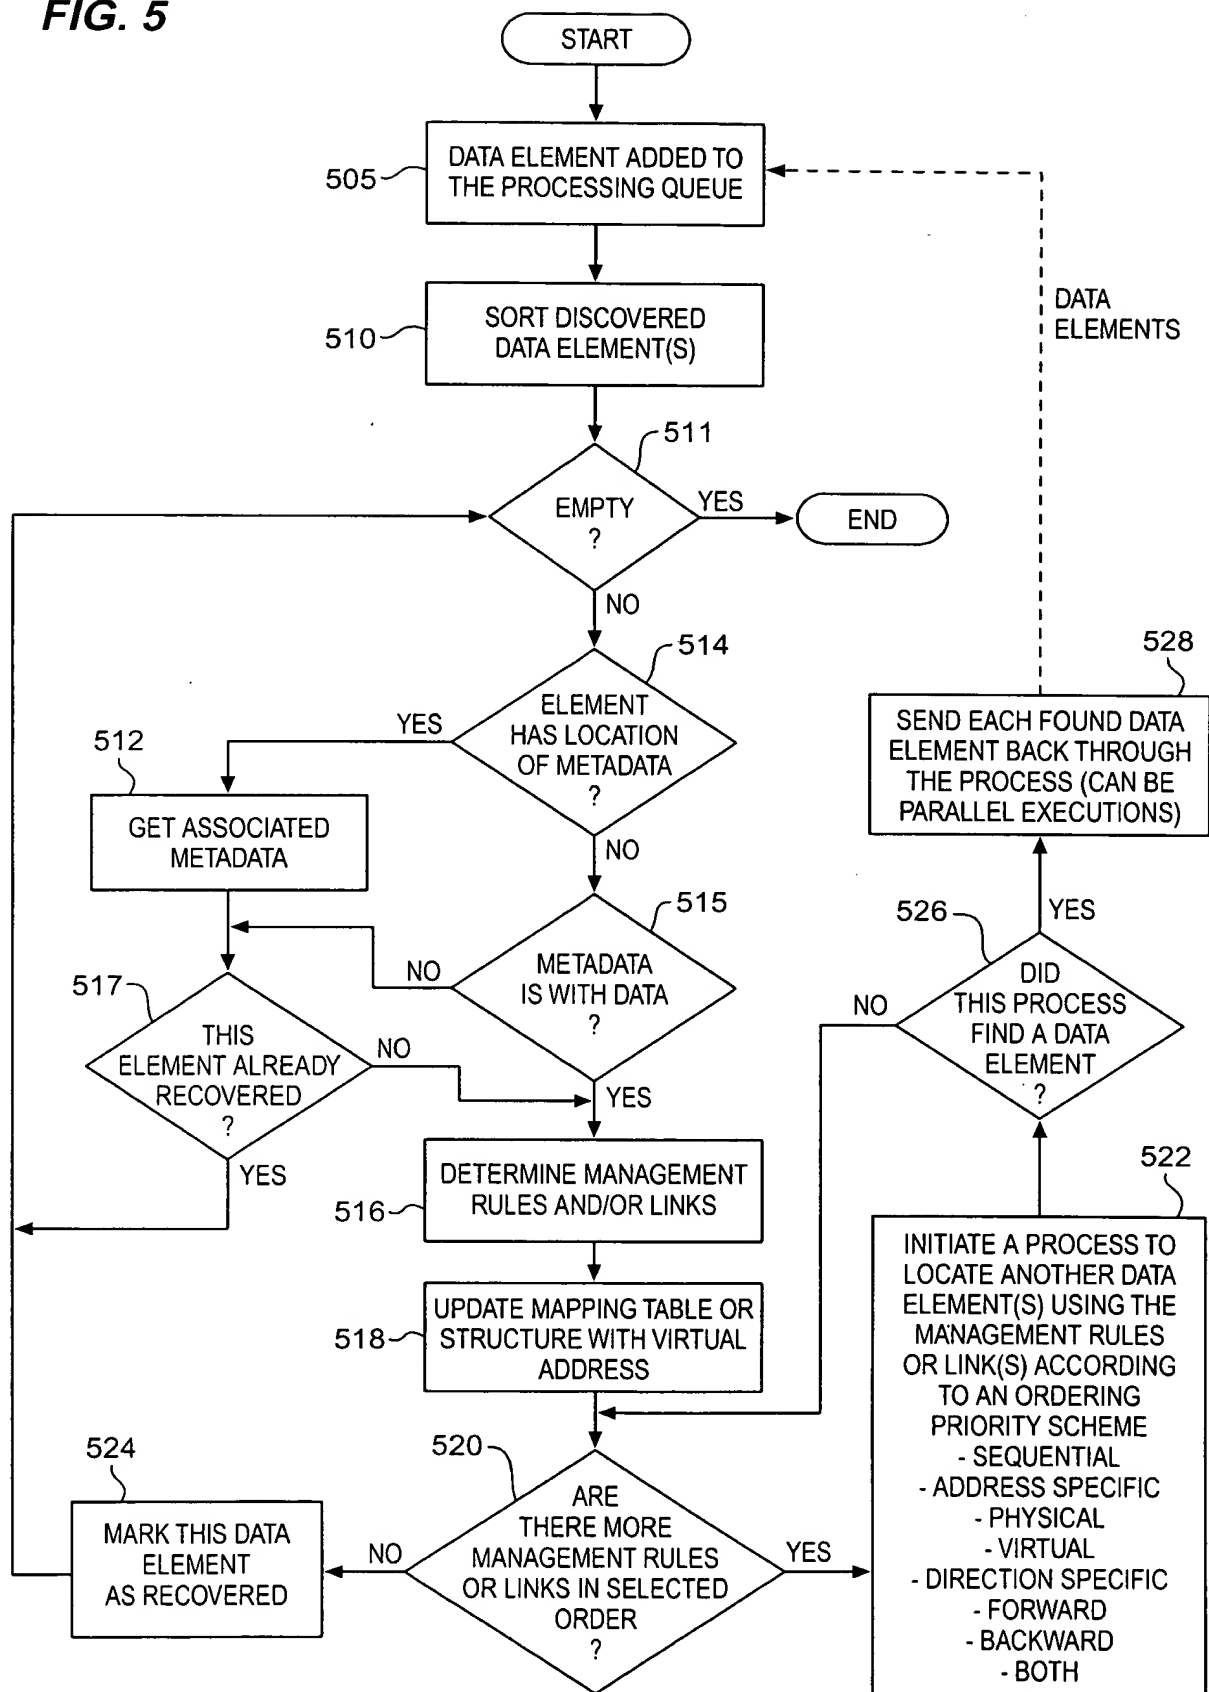 FIG. 5
START
505
DATA ELEMENT ADDED TO
THE PROCESSING QUEUE
510
SORT DISCOVERED
DATA ELEMENT(S)
DATA
ELEMENTS
511
EMPTY
?
YES
END
NO
514
ELEMENT
HAS LOCATION
OF METADATA
?
YES
NO
512
GET ASSOCIATED
METADATA
528
SEND EACH FOUND DATA
ELEMENT BACK THROUGH
THE PROCESS (CAN BE
PARALLEL EXECUTIONS)
515
METADATA
IS WITH DATA
?
NO
YES
526
YES
DID
THIS PROCESS
FIND A DATA
ELEMENT
?
NO
517
THIS
ELEMENT ALREADY
RECOVERED
?
NO
YES
516
DETERMINE MANAGEMENT
RULES AND/OR LINKS
518
UPDATE MAPPING TABLE OR
STRUCTURE WITH VIRTUAL
ADDRESS
522
INITIATE A PROCESS TO
LOCATE ANOTHER DATA
ELEMENT(S) USING THE
MANAGEMENT RULES
OR LINK(S) ACCORDING
TO AN ORDERING
PRIORITY SCHEME
- SEQUENTIAL
- ADDRESS SPECIFIC
- PHYSICAL
- VIRTUAL
- DIRECTION SPECIFIC
- FORWARD
- BACKWARD
- BOTH
520
ARE
THERE MORE
MANAGEMENT RULES
OR LINKS IN SELECTED
ORDER
?
NO
YES
524
MARK THIS DATA
ELEMENT
AS RECOVERED